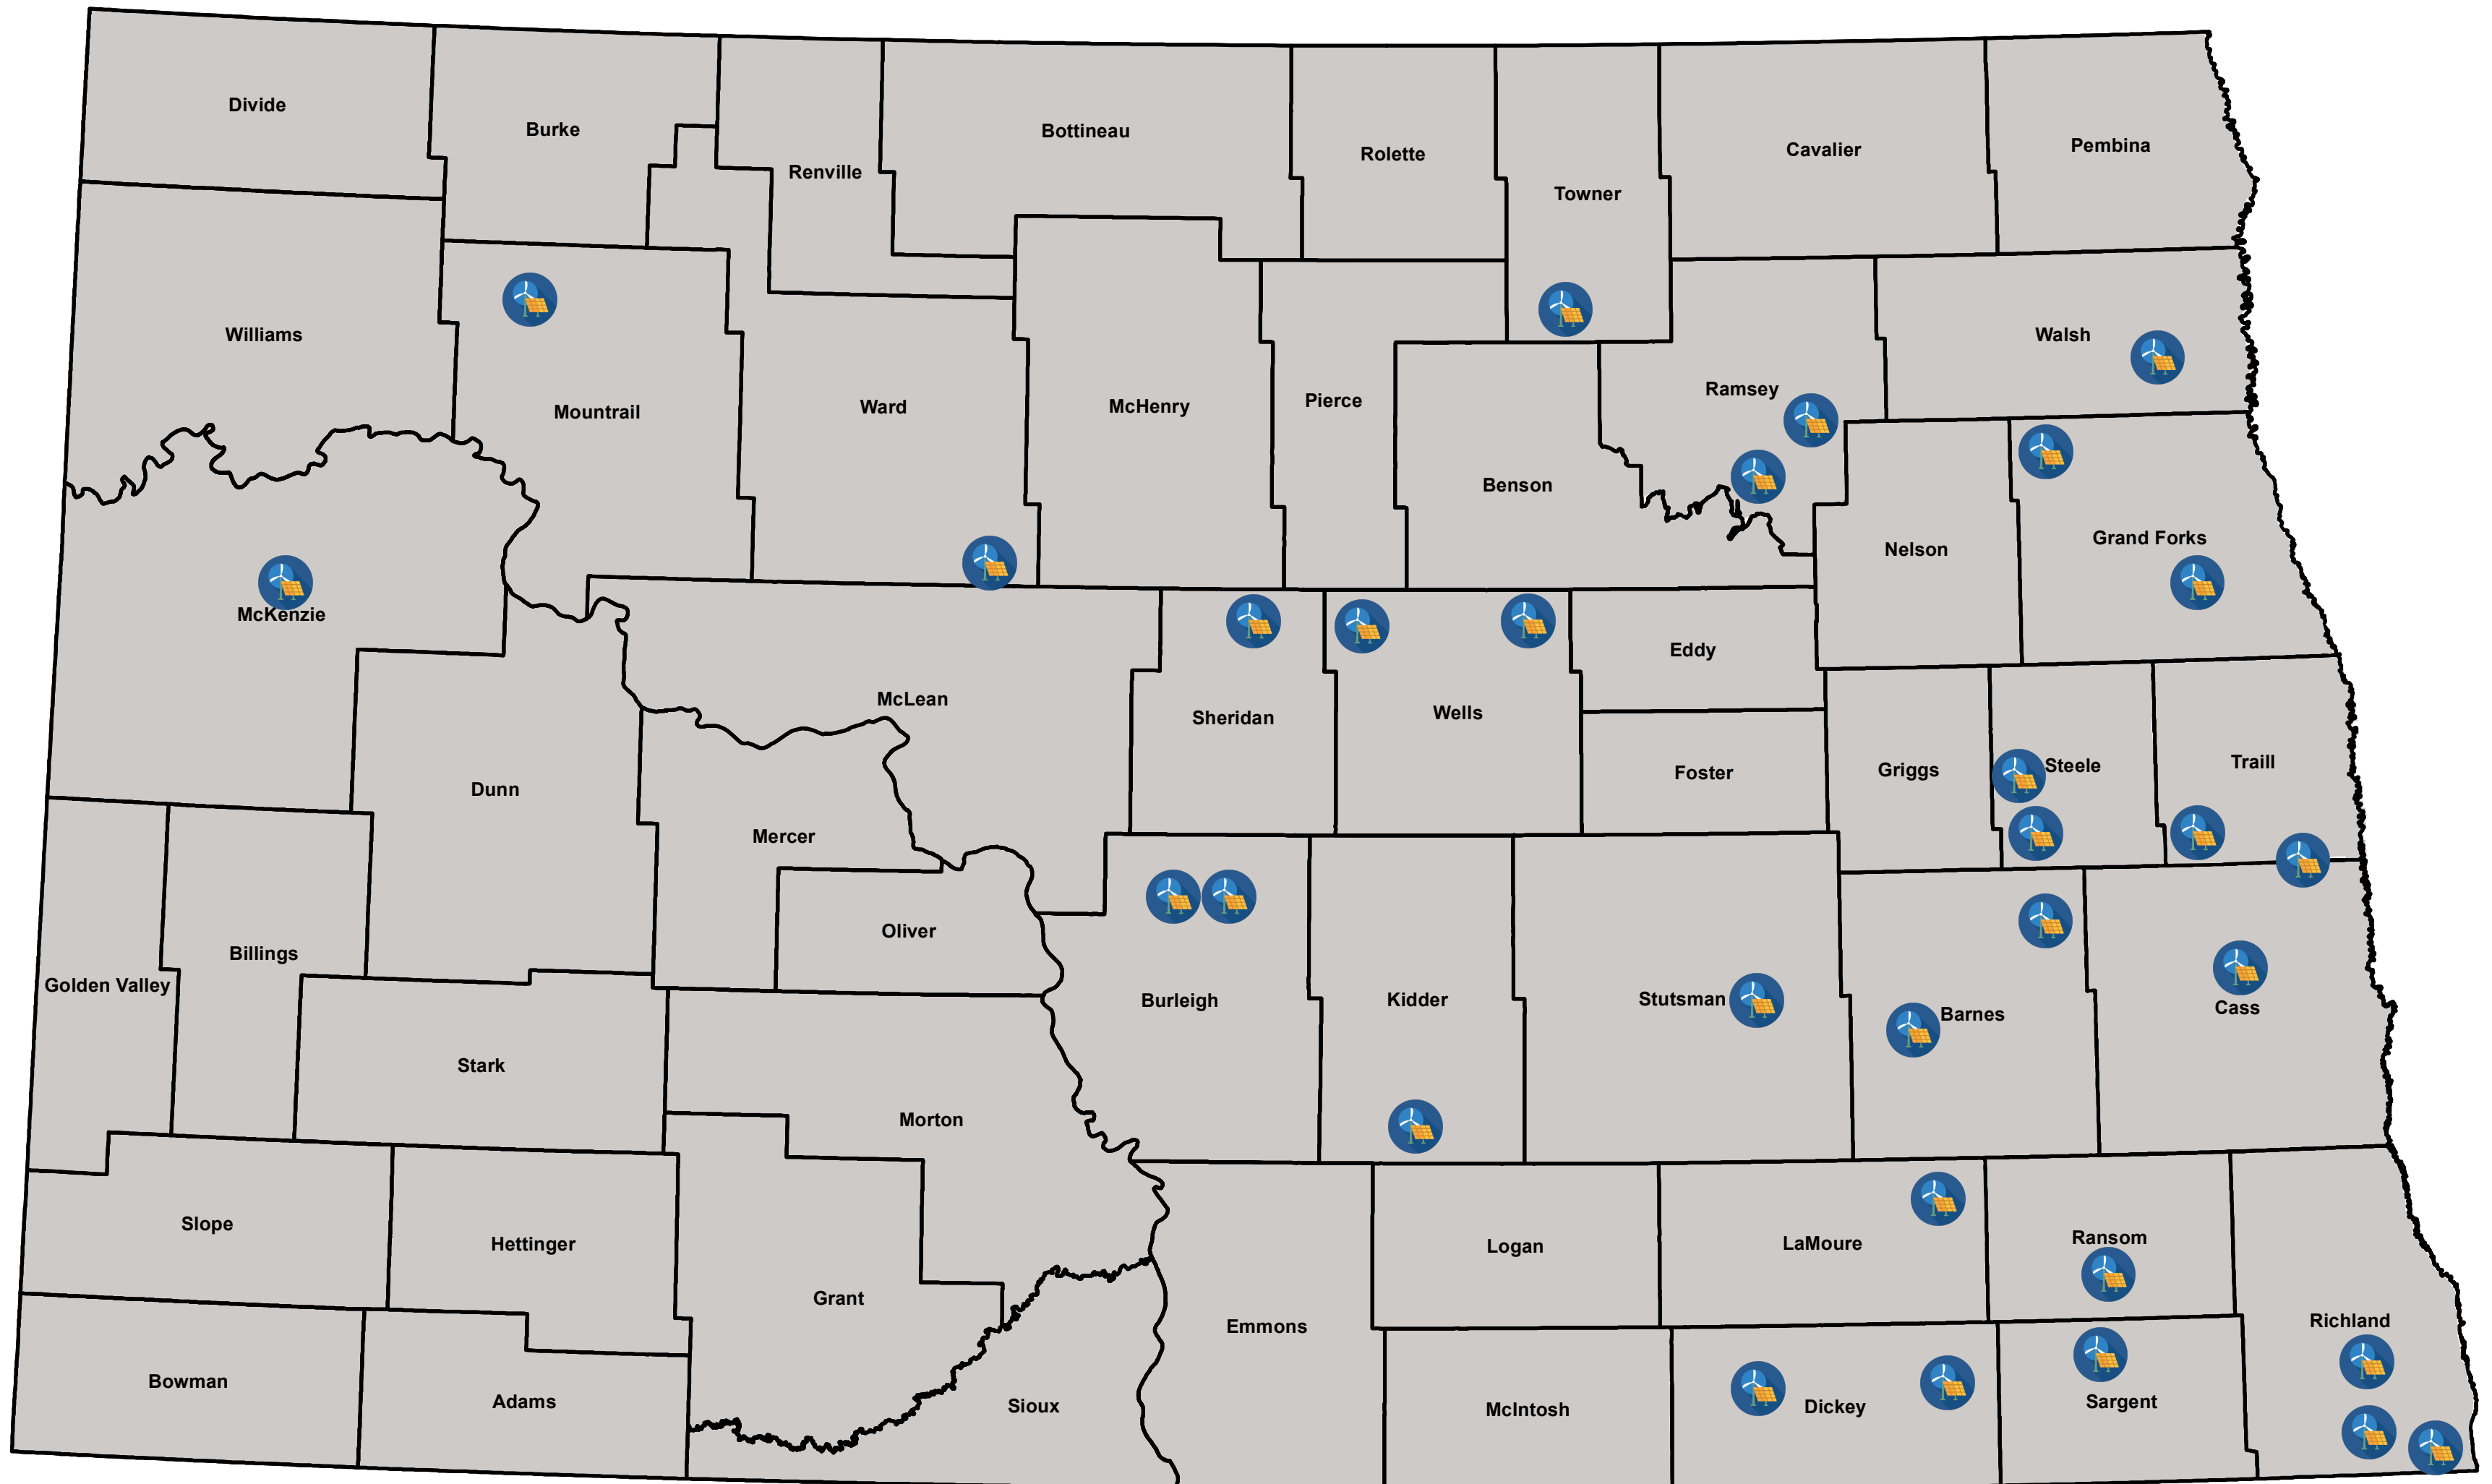 Divide
Burke
Renville
Bottineau
Rolette
Towner
Cavalier
Pembina
Williams
Mountrail
Ward
McHenry
Pierce
Benson
Ramsey
Walsh
Nelson
Grand Forks
McKenzie
Dunn
McLean
Mercer
Oliver
Sheridan
Wells
Eddy
Foster
Griggs
Steele
Traill
Golden Valley
Billings
Stark
Morton
Burleigh
Kidder
Stutsman
Barnes
Cass
Slope
Hettinger
Grant
Emmons
Logan
LaMoure
Ransom
Richland
Bowman
Adams
Sioux
McIntosh
Dickey
Sargent